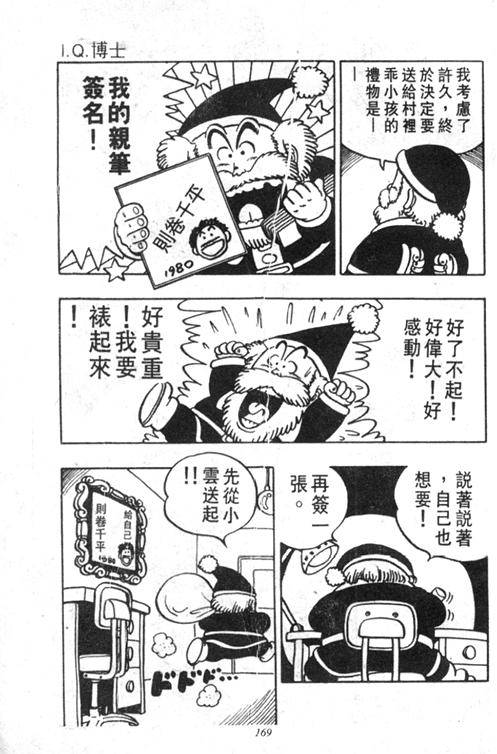 I.Q.博士
我考慮了
許久，終
於決定要
送給村裡
乖小孩的
禮物是—
我的親筆
簽名！
則卷千平
1980
好了不起！
好偉大！好
感動！
好貴重
！我要
裱起來
！
說著說著
，自己也
想要！
再簽一
張。
先從小
雲送起
!!
給自己
則卷千平
1980
ドドド…
169